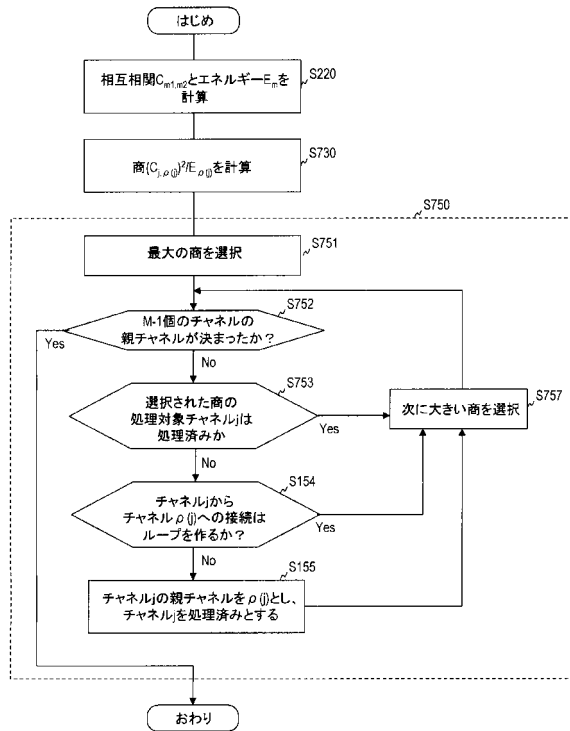 はじめ
相互相関Cm1,m2とエネルギーEmを
計算
S220
商(Cj,ρ(j))²/Eρ(j)を計算
S730
S750
最大の商を選択
S751
M-1個のチャネルの
親チャネルが決まったか？
S752
Yes
No
選択された商の
処理対象チャネルjは
処理済みか
S753
Yes
次に大きい商を選択
S757
No
チャネルjから
チャネルρ(j)への接続は
ループを作るか？
S154
Yes
No
チャネルjの親チャネルをρ(j)とし、
チャネルjを処理済みとする
S155
おわり